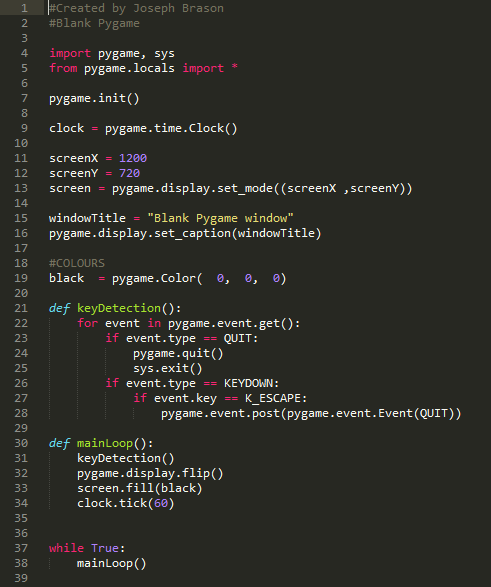 1 #Created by Joseph Brason
2 #Blank Pygame
3
4 import pygame, sys
5 from pygame.locals import *
6
7 pygame.init()
8
9 clock = pygame.time.Clock()
10
11 screenX = 1200
12 screenY = 720
13 screen = pygame.display.set_mode((screenX ,screenY))
14
15 windowTitle = "Blank Pygame window"
16 pygame.display.set_caption(windowTitle)
17
18 #COLOURS
19 black  = pygame.Color(  0,  0,  0)
20
21 def keyDetection():
22     for event in pygame.event.get():
23         if event.type == QUIT:
24             pygame.quit()
25             sys.exit()
26         if event.type == KEYDOWN:
27             if event.key == K_ESCAPE:
28                 pygame.event.post(pygame.event.Event(QUIT))
29
30 def mainLoop():
31     keyDetection()
32     pygame.display.flip()
33     screen.fill(black)
34     clock.tick(60)
35
36
37 while True:
38     mainLoop()
39